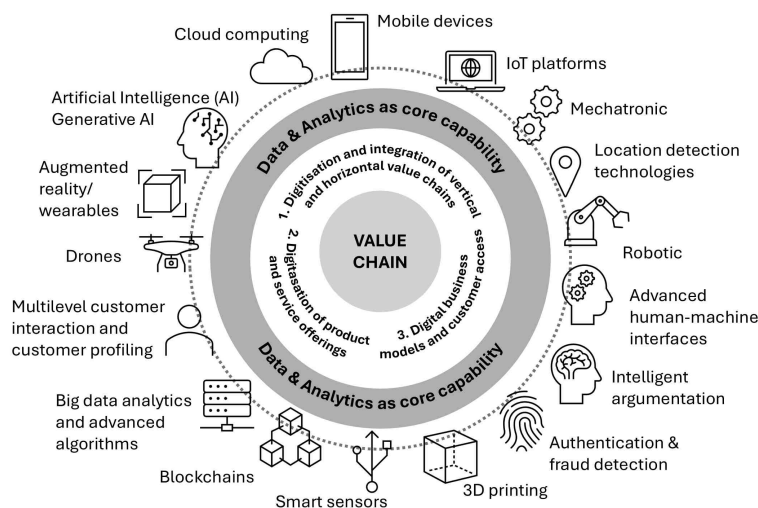 Mobile devices
Cloud computing
IoT platforms
Artificial Intelligence (AI)
Generative AI
Mechatronic
Augmented
reality/
wearables
Location detection
technologies
Drones
Robotic
Multilevel customer
interaction and
customer profiling
Advanced
human-machine
interfaces
Big data analytics
and advanced
algorithms
Intelligent
argumentation
Blockchains
Authentication &
fraud detection
Smart sensors
3D printing
Data & Analytics as core capability
1. Digitisation and integration of vertical
and horizontal value chains
2. Digitasation of product
and service offerings
3. Digital business
models and customer access
VALUE
CHAIN
Data & Analytics as core capability